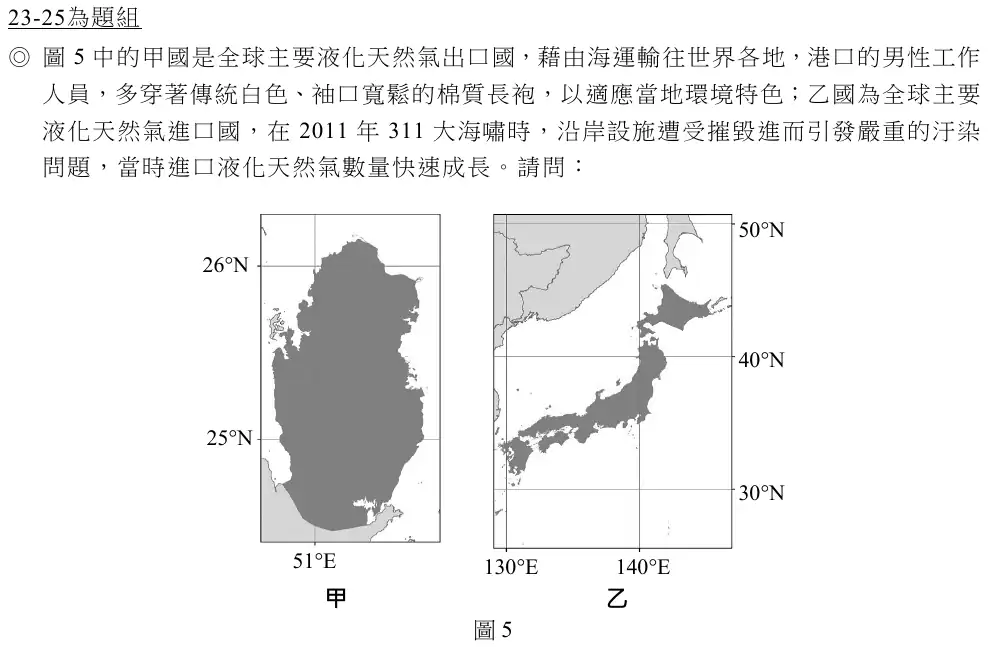 23-25為題組
◎ 圖 5 中的甲國是全球主要液化天然氣出口國，藉由海運輸往世界各地，港口的男性工作
人員，多穿著傳統白色、袖口寬鬆的棉質長袍，以適應當地環境特色；乙國為全球主要
液化天然氣進口國，在 2011 年 311 大海嘯時，沿岸設施遭受摧毀進而引發嚴重的汙染
問題，當時進口液化天然氣數量快速成長。請問：
26°N
25°N
51°E
甲
50°N
40°N
30°N
130°E 140°E
乙
圖 5